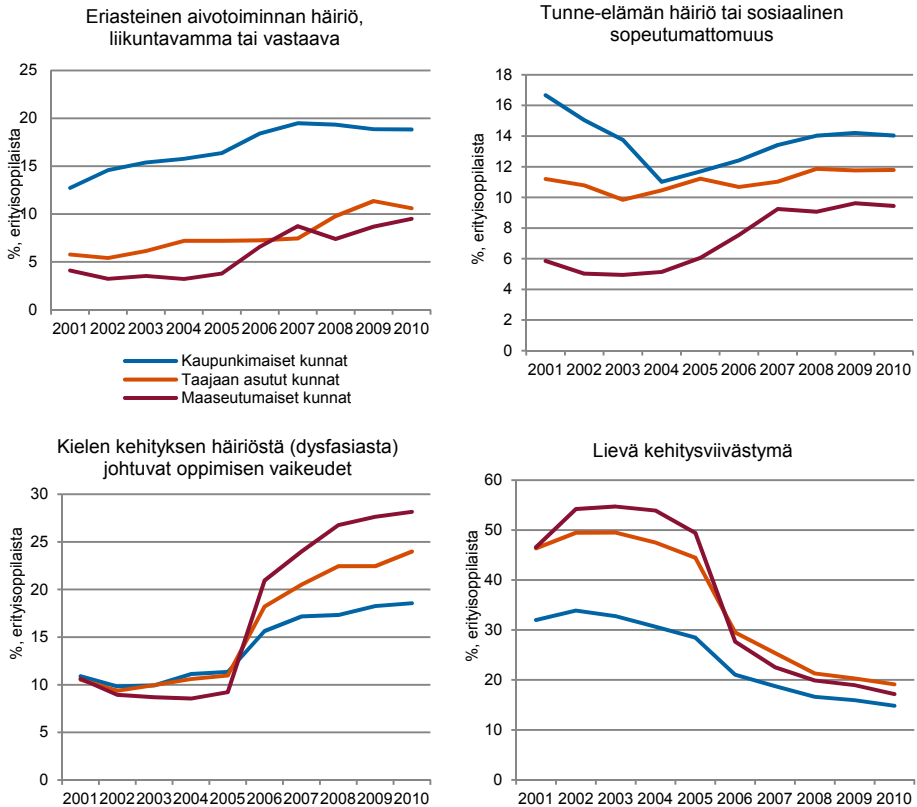 Eriasteinen aivotoiminnan häiriö,
liikuntavamma tai vastaava
%, erityisoppilaista
25
20
15
10
5
0
2001 2002 2003 2004 2005 2006 2007 2008 2009 2010
Kaupunkimaiset kunnat
Taajaan asutut kunnat
Maaseutumaiset kunnat
Tunne-elämän häiriö tai sosiaalinen
sopeutumattomuus
%, erityisoppilaista
18
16
14
12
10
8
6
4
2
0
2001 2002 2003 2004 2005 2006 2007 2008 2009 2010
Kielen kehityksen häiriöstä (dysfasiasta)
johtuvat oppimisen vaikeudet
%, erityisoppilaista
30
25
20
15
10
5
0
2001 2002 2003 2004 2005 2006 2007 2008 2009 2010
Lievä kehitysviivästymä
%, erityisoppilaista
60
50
40
30
20
10
0
2001 2002 2003 2004 2005 2006 2007 2008 2009 2010